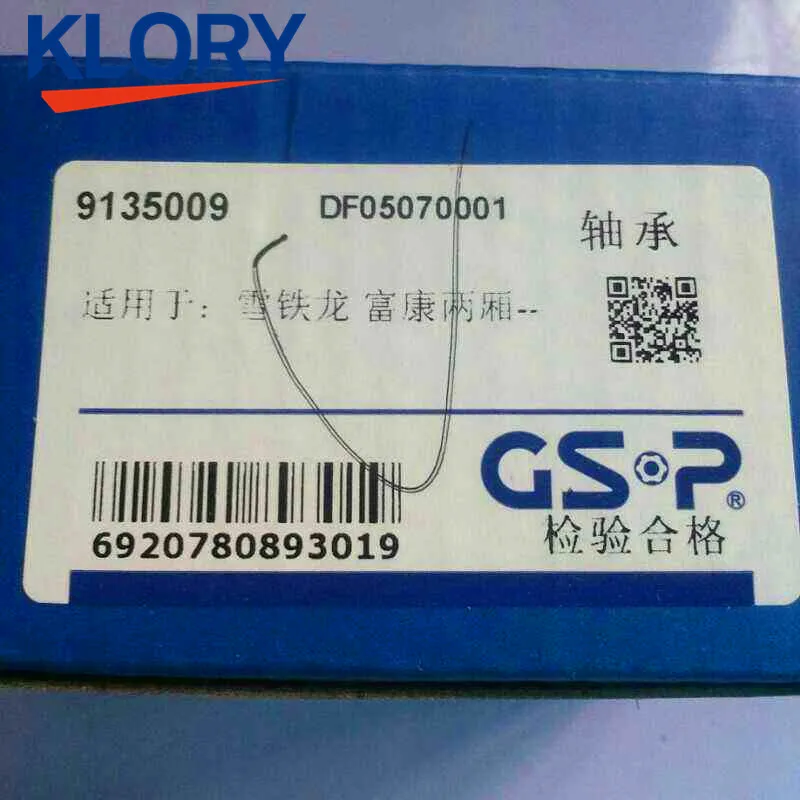 KLORY
9135009 DF05070001 轴承
适用于：雪铁龙 富康两厢--
GS·P®
6920780893019 检验合格